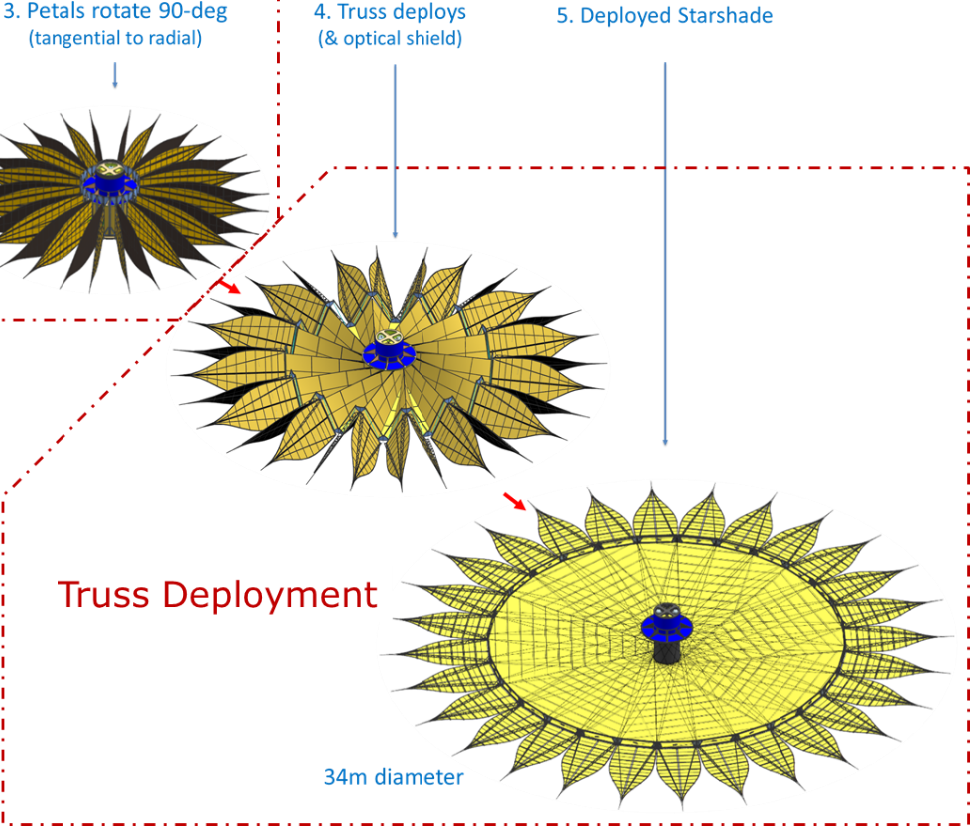 3. Petals rotate 90-deg
(tangential to radial)
4. Truss deploys
(& optical shield)
5. Deployed Starshade
Truss Deployment
34m diameter